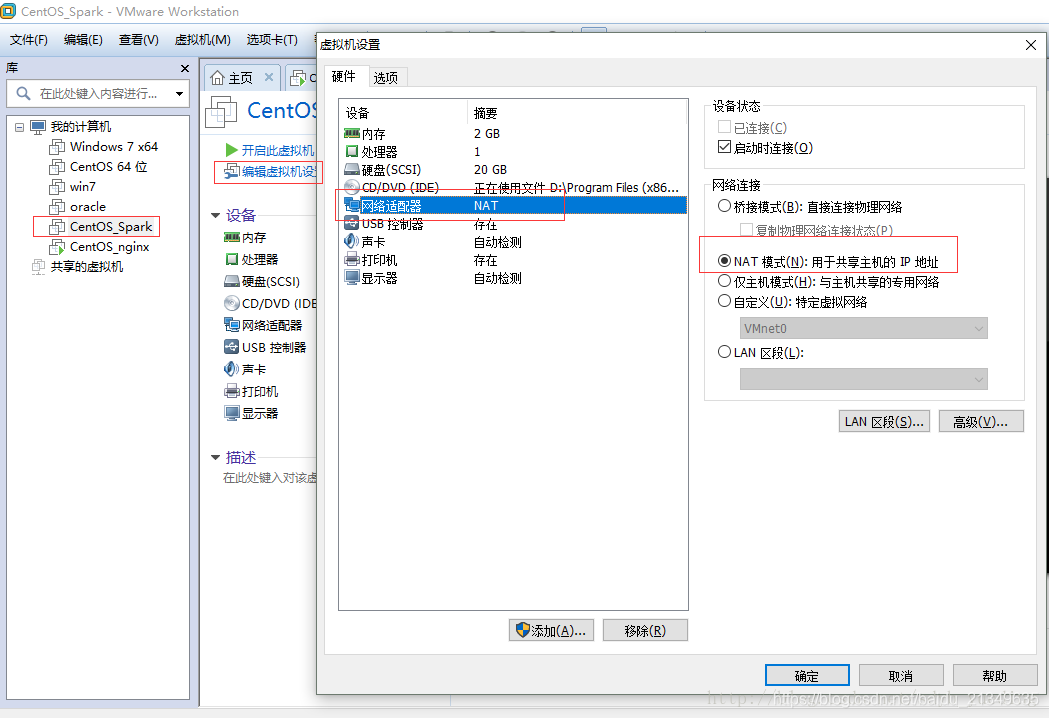 CentOS_Spark - VMware Workstation
文件(F) 编辑(E) 查看(V) 虚拟机(M) 选项卡(T)
库
在此处键入内容进行...
我的计算机
Windows 7 x64
CentOS 64 位
win7
oracle
CentOS_Spark
CentOS_nginx
共享的虚拟机
主页
CentOS
开启此虚拟机
编辑虚拟机设
设备
内存
处理器
硬盘(SCSI)
CD/DVD (IDE
网络适配器
USB 控制器
声卡
打印机
显示器
描述
在此处键入对该虚
虚拟机设置
硬件 选项
设备 摘要
内存 2 GB
处理器 1
硬盘(SCSI) 20 GB
CD/DVD (IDE) 正在使用文件 D:\Program Files (x86...
网络适配器 NAT
USB 控制器 存在
声卡 自动检测
打印机 存在
显示器 自动检测
添加(A)... 移除(R)
设备状态
已连接(C)
启动时连接(O)
网络连接
桥接模式(B): 直接连接物理网络
复制物理网络连接状态(P)
NAT 模式(N): 用于共享主机的 IP 地址
仅主机模式(H): 与主机共享的专用网络
自定义(U): 特定虚拟网络
VMnet0
LAN 区段(L):
LAN 区段(S)... 高级(V)...
确定 取消 帮助
https://blog.csdn.net/baidu_21349635